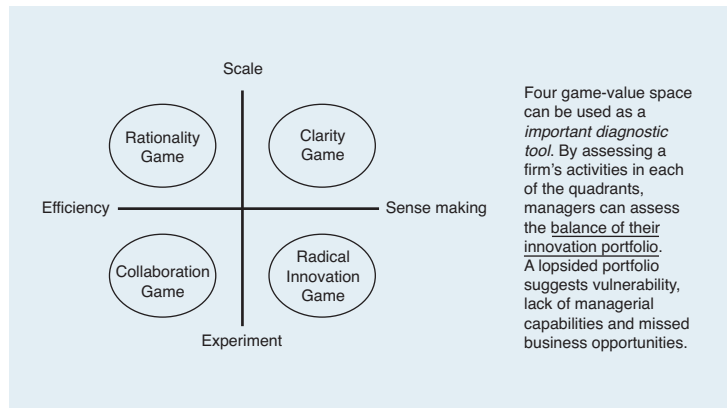 Scale
Rationality
Game
Clarity
Game
Efficiency
Sense making
Collaboration
Game
Radical
Innovation
Game
Experiment
Four game-value space
can be used as a
important diagnostic
tool. By assessing a
firm's activities in each
of the quadrants,
managers can assess
the balance of their
innovation portfolio.
A lopsided portfolio
suggests vulnerability,
lack of managerial
capabilities and missed
business opportunities.